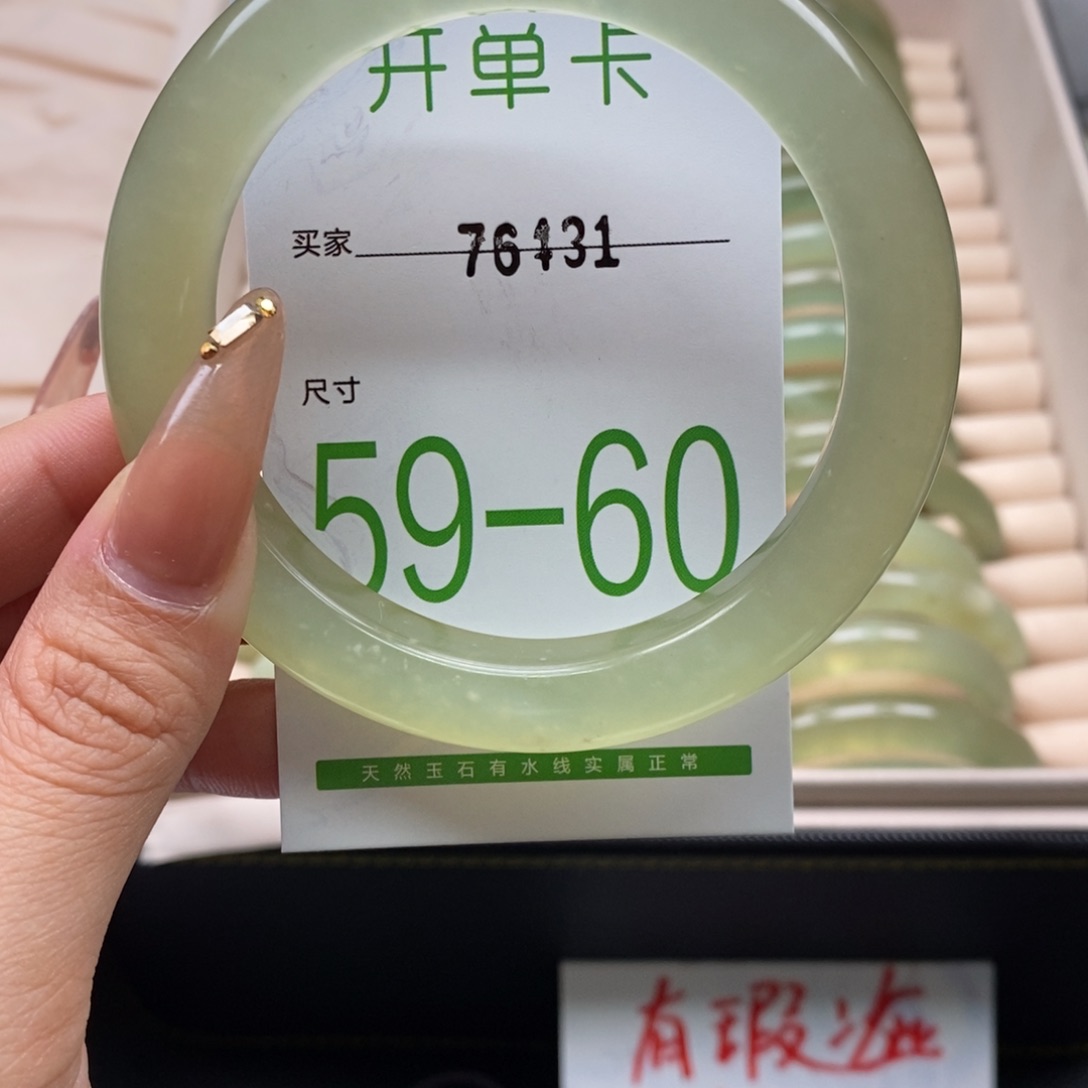 开单卡
买家 76131
尺寸
59-60
天然玉石有水线实属正常
有瑕疵